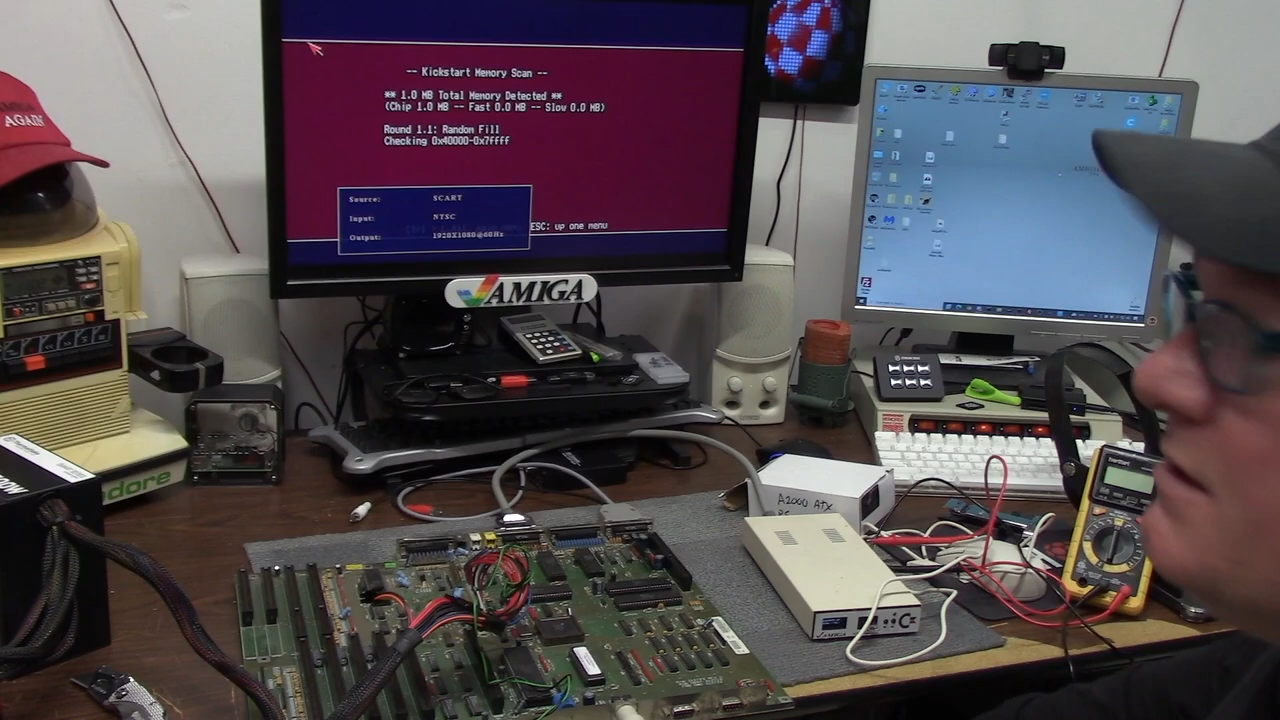 -- Kickstart Memory Scan --
** 1.0 MB Total Memory Detected **
(Chip 1.0 MB -- Fast 0.0 MB -- Slow 0.0 MB)
Round 1.1: Random Fill
Checking 0x40000-0x7ffff
Source: SCART
Input: NTSC
Output: 1920X1080@60Hz
ESC: up one menu
AMIGA
AGAIN
A2000 ATX
AMIGA
dore